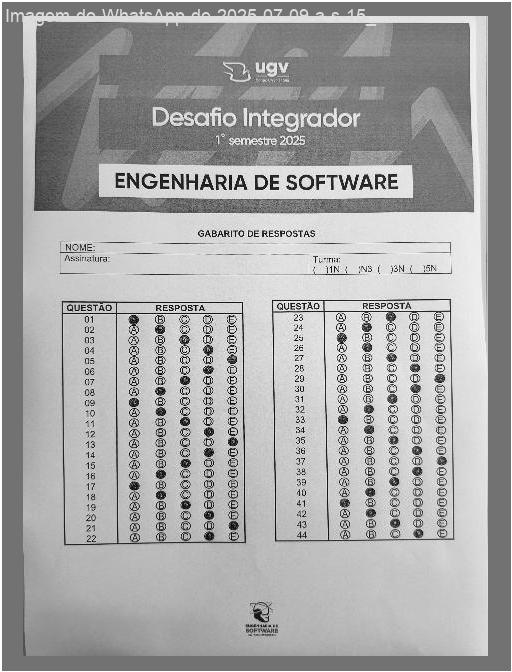 Imagem do WhatsApp de 2025-07-09 a s 15_
ugv
Desafio Integrador
1° semestre 2025
ENGENHARIA DE SOFTWARE
GABARITO DE RESPOSTAS
NOME:
Assinatura:
Turma:
( )1N ( )N3 ( )3N ( )5N
QUESTÃO RESPOSTA
01 A B C D E
02 A B C D E
03 A B C D E
04 A B C D E
05 A B C D E
06 A B C D E
07 A B C D E
08 A B C D E
09 A B C D E
10 A B C D E
11 A B C D E
12 A B C D E
13 A B C D E
14 A B C D E
15 A B C D E
16 A B C D E
17 A B C D E
18 A B C D E
19 A B C D E
20 A B C D E
21 A B C D E
22 A B C D E
QUESTÃO RESPOSTA
23 A B C D E
24 A B C D E
25 A B C D E
26 A B C D E
27 A B C D E
28 A B C D E
29 A B C D E
30 A B C D E
31 A B C D E
32 A B C D E
33 A B C D E
34 A B C D E
35 A B C D E
36 A B C D E
37 A B C D E
38 A B C D E
39 A B C D E
40 A B C D E
41 A B C D E
42 A B C D E
43 A B C D E
44 A B C D E
ENGENHARIA DE
SOFTWARE